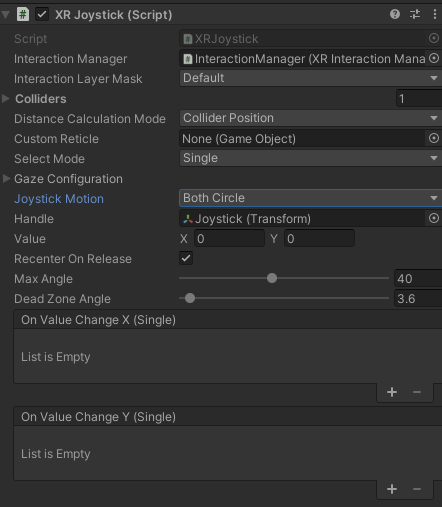 XR Joystick (Script)
Script XRJoystick
Interaction Manager InteractionManager (XR Interaction Mana
Interaction Layer Mask Default
Colliders 1
Distance Calculation Mode Collider Position
Custom Reticle None (Game Object)
Select Mode Single
Gaze Configuration
Joystick Motion Both Circle
Handle Joystick (Transform)
Value X 0 Y 0
Recenter On Release
Max Angle 40
Dead Zone Angle 3.6
On Value Change X (Single)
List is Empty
On Value Change Y (Single)
List is Empty